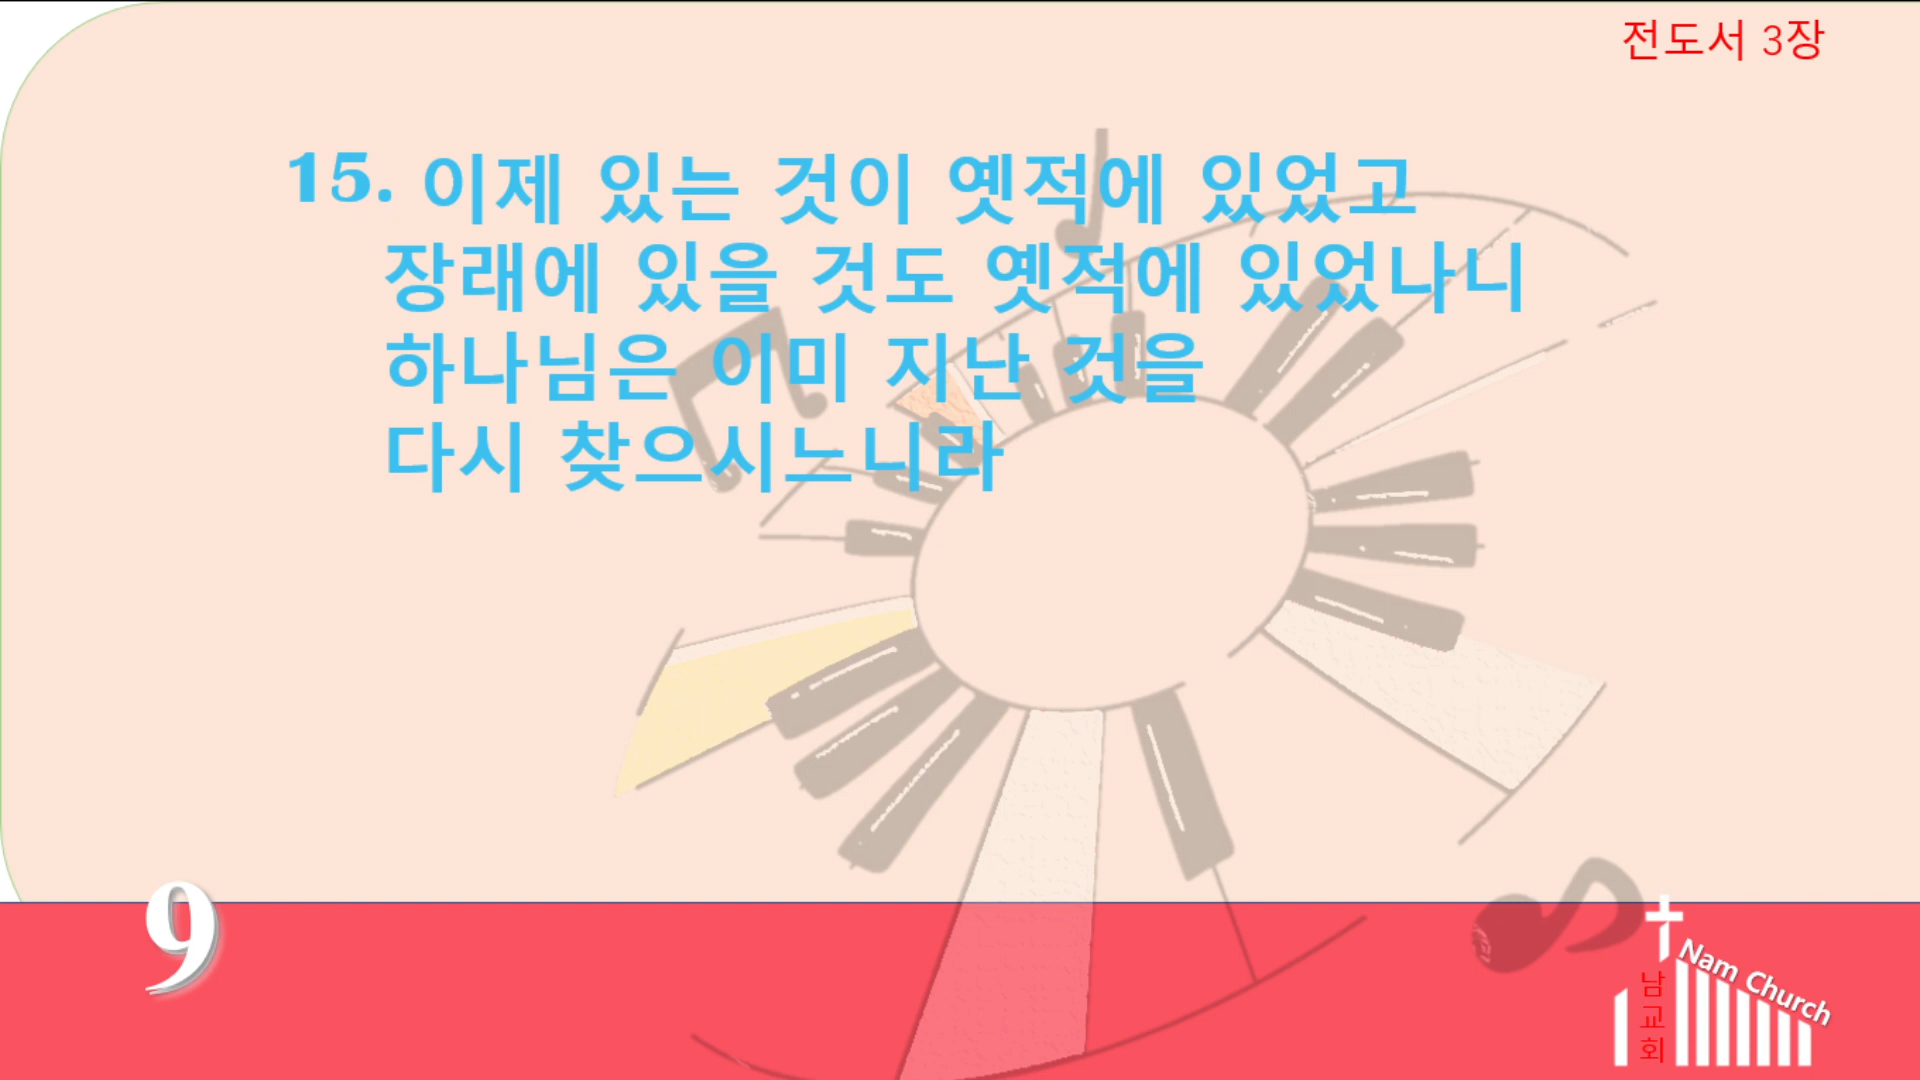 전도서 3장
15. 이제 있는 것이 옛적에 있었고
장래에 있을 것도 옛적에 있었나니
하나님은 이미 지난 것을
다시 찾으시느니라
9
Nam Church
남교회